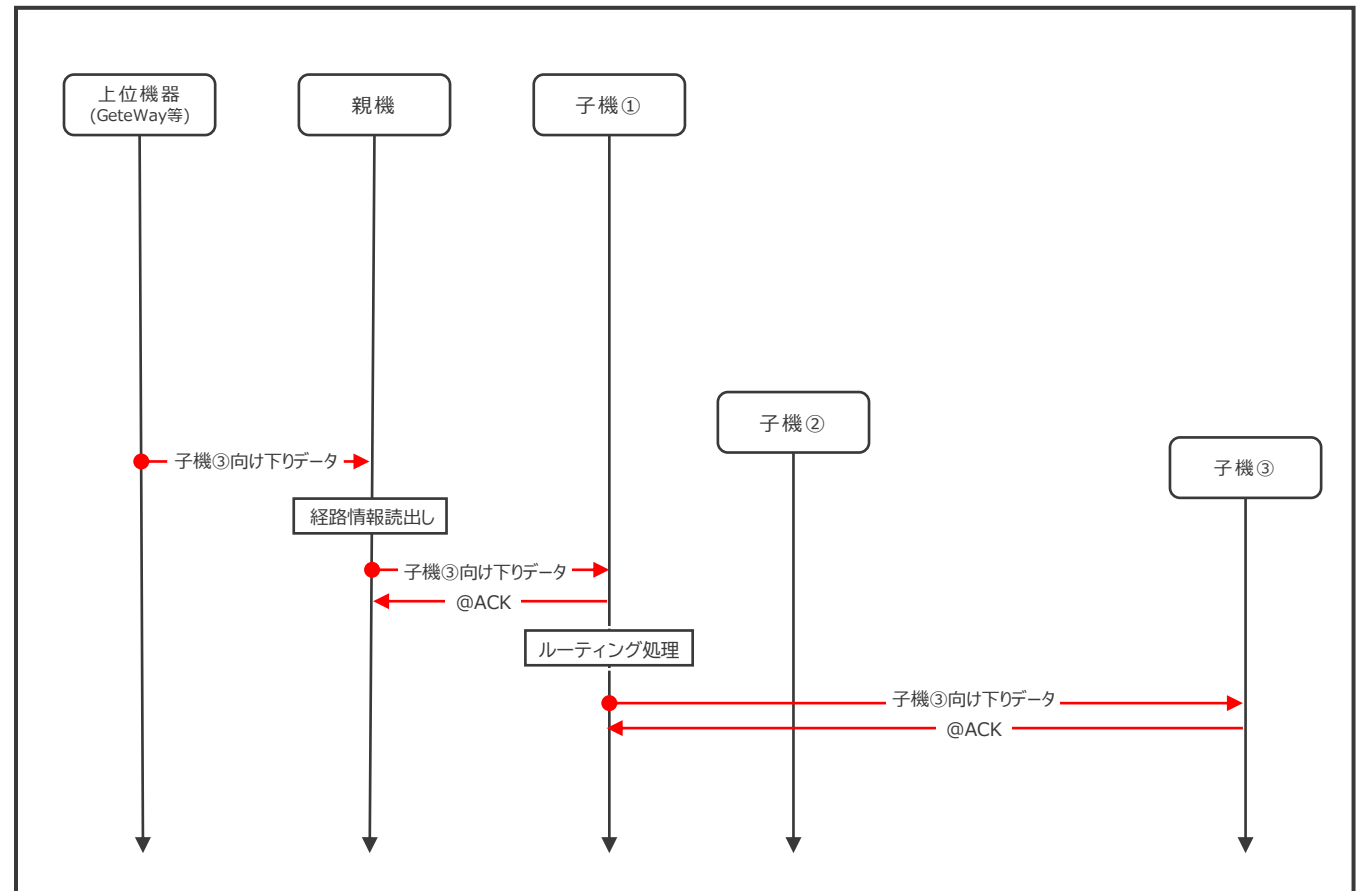 上位機器
(GeteWay等)
親機
子機①
子機②
子機③
子機③向け下りデータ
経路情報読出し
子機③向け下りデータ
@ACK
ルーティング処理
子機③向け下りデータ
@ACK